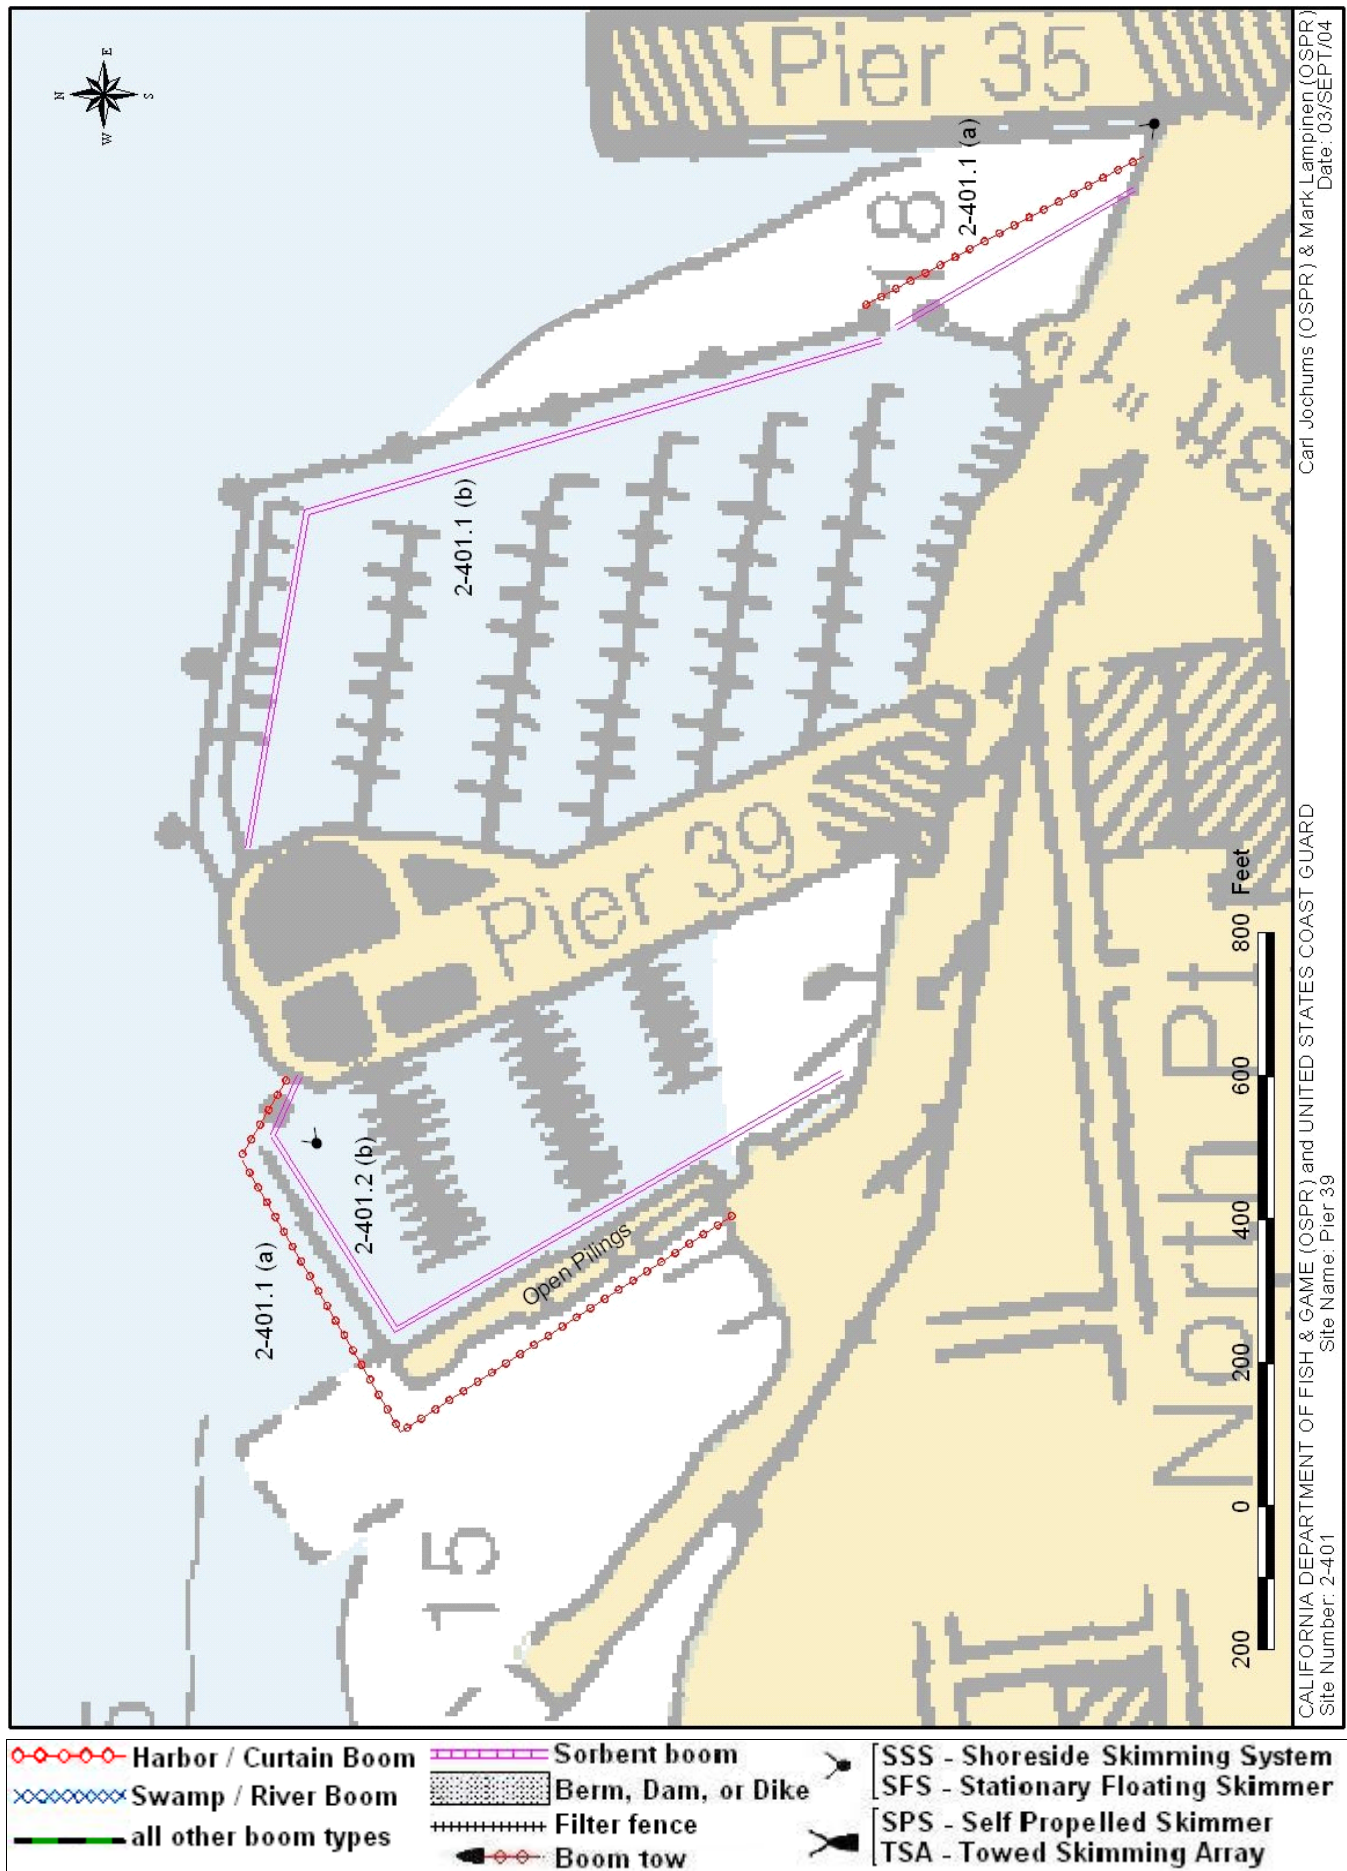 N
E
W
S
Pier 35
2-401.1 (a)
18
2-401.1 (b)
Pier 39
2-401.2 (b)
2-401.1 (a)
Open Pilings
15
5
North Pt
200 0 200 400 600 800 Feet
CALIFORNIA DEPARTMENT OF FISH & GAME (OSPR) and UNITED STATES COAST GUARD
Carl Jochums (OSPR) & Mark Lampinen (OSPR)
Site Number: 2-401
Site Name: Pier 39
Date: 03/SEPT/04
Harbor / Curtain Boom
Swamp / River Boom
all other boom types
Sorbent boom
Berm, Dam, or Dike
Filter fence
Boom tow
SSS - Shoreside Skimming System
SFS - Stationary Floating Skimmer
SPS - Self Propelled Skimmer
TSA - Towed Skimming Array